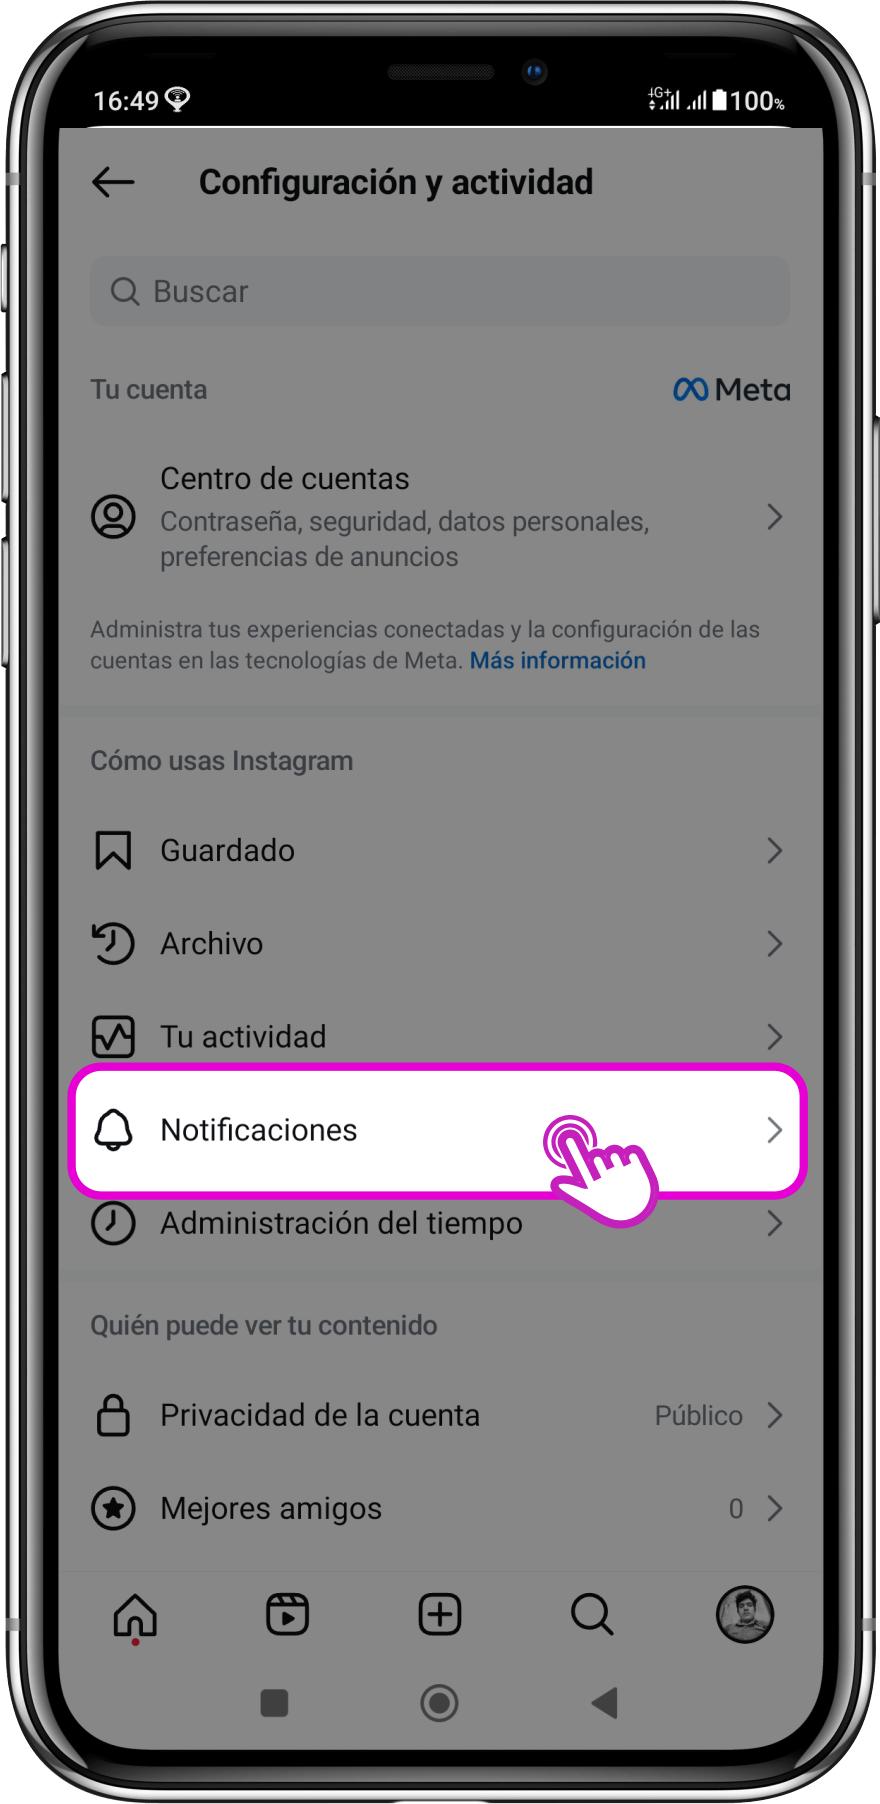 16:49 4G+ 100%
Configuración y actividad
Buscar
Tu cuenta Meta
Centro de cuentas
Contraseña, seguridad, datos personales,
preferencias de anuncios
Administra tus experiencias conectadas y la configuración de las
cuentas en las tecnologías de Meta. Más información
Cómo usas Instagram
Guardado
Archivo
Tu actividad
Notificaciones
Administración del tiempo
Quién puede ver tu contenido
Privacidad de la cuenta Público
Mejores amigos 0